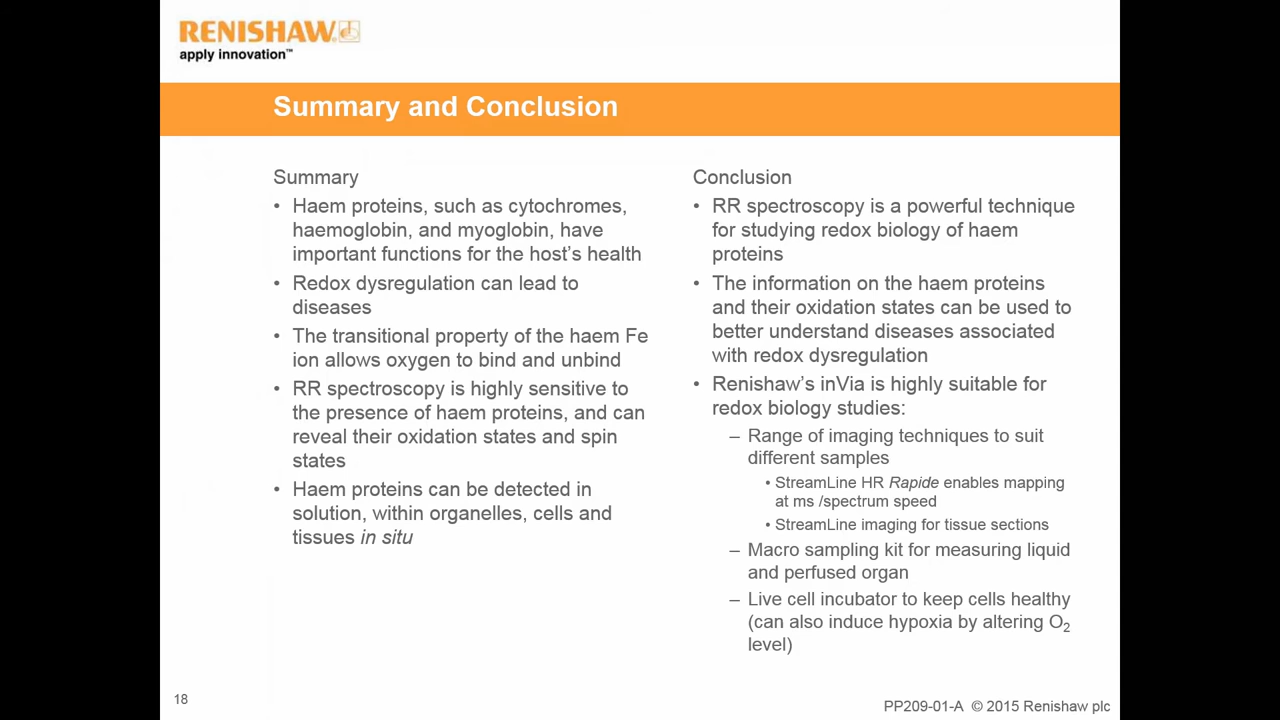 RENISHAW
apply innovation™
Summary and Conclusion
Summary
• Haem proteins, such as cytochromes,
haemoglobin, and myoglobin, have
important functions for the host's health
• Redox dysregulation can lead to
diseases
• The transitional property of the haem Fe
ion allows oxygen to bind and unbind
• RR spectroscopy is highly sensitive to
the presence of haem proteins, and can
reveal their oxidation states and spin
states
• Haem proteins can be detected in
solution, within organelles, cells and
tissues in situ
Conclusion
• RR spectroscopy is a powerful technique
for studying redox biology of haem
proteins
• The information on the haem proteins
and their oxidation states can be used to
better understand diseases associated
with redox dysregulation
• Renishaw's inVia is highly suitable for
redox biology studies:
– Range of imaging techniques to suit
different samples
• StreamLine HR Rapide enables mapping
at ms /spectrum speed
• StreamLine imaging for tissue sections
– Macro sampling kit for measuring liquid
and perfused organ
– Live cell incubator to keep cells healthy
(can also induce hypoxia by altering O₂
level)
18
PP209-01-A © 2015 Renishaw plc